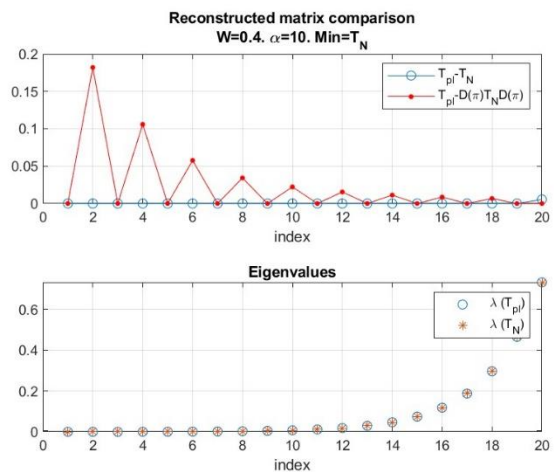 Reconstructed matrix comparison
W=0.4. α=10. Min=T_N
0.2
0.15
0.1
0.05
0
T_pl-T_N
T_pl-D(π)T_ND(π)
0 2 4 6 8 10 12 14 16 18 20
index
Eigenvalues
0.6
0.4
0.2
0
λ (T_pl)
λ (T_N)
0 2 4 6 8 10 12 14 16 18 20
index